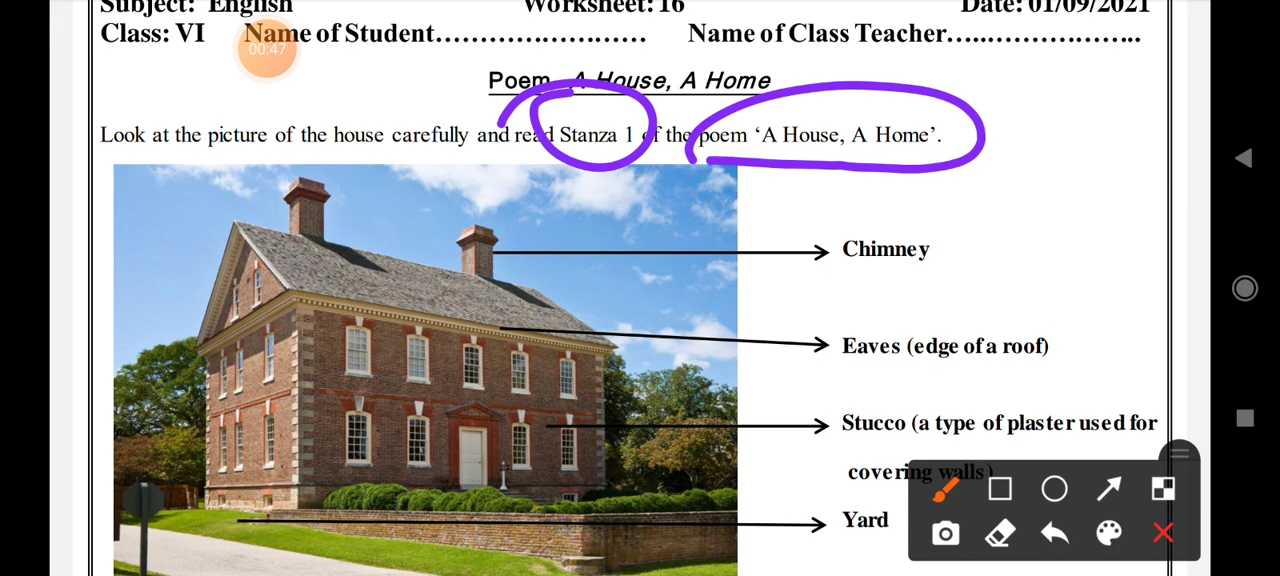 Subject: English Worksheet: 16 Date: 01/09/2021
Class: VI Name of Student…………………… Name of Class Teacher…..……………...
00:47
Poem A House, A Home
Look at the picture of the house carefully and read Stanza 1 of the poem ‘A House, A Home’.
Chimney
Eaves (edge of a roof)
Stucco (a type of plaster used for
covering walls)
Yard